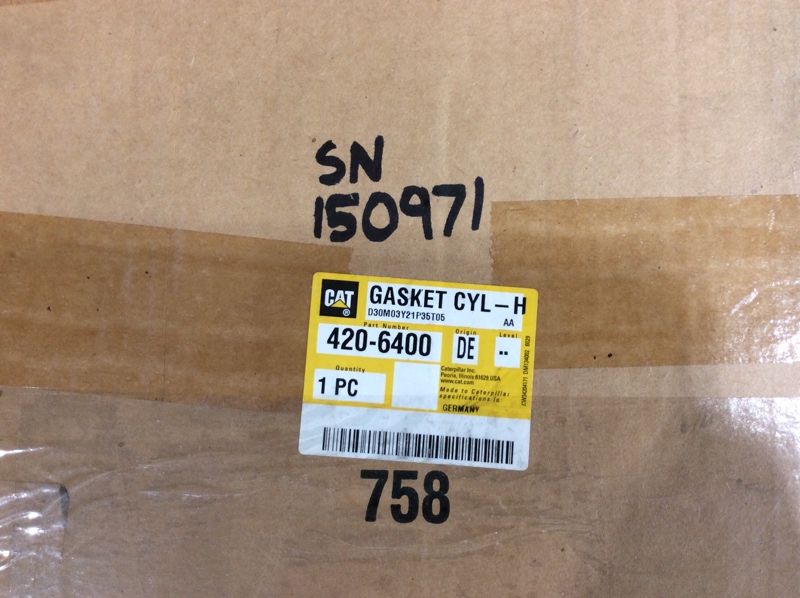 SN
150971
CAT ®
GASKET CYL-H
D30M03Y21P35T05
AA
Part Number
420-6400
Origin
DE
Level
--
Quantity
1 PC
Caterpillar Inc.
Peoria, Illinois 61629 USA
www.cat.com
Made to Caterpillar
specifications in
GERMANY
758